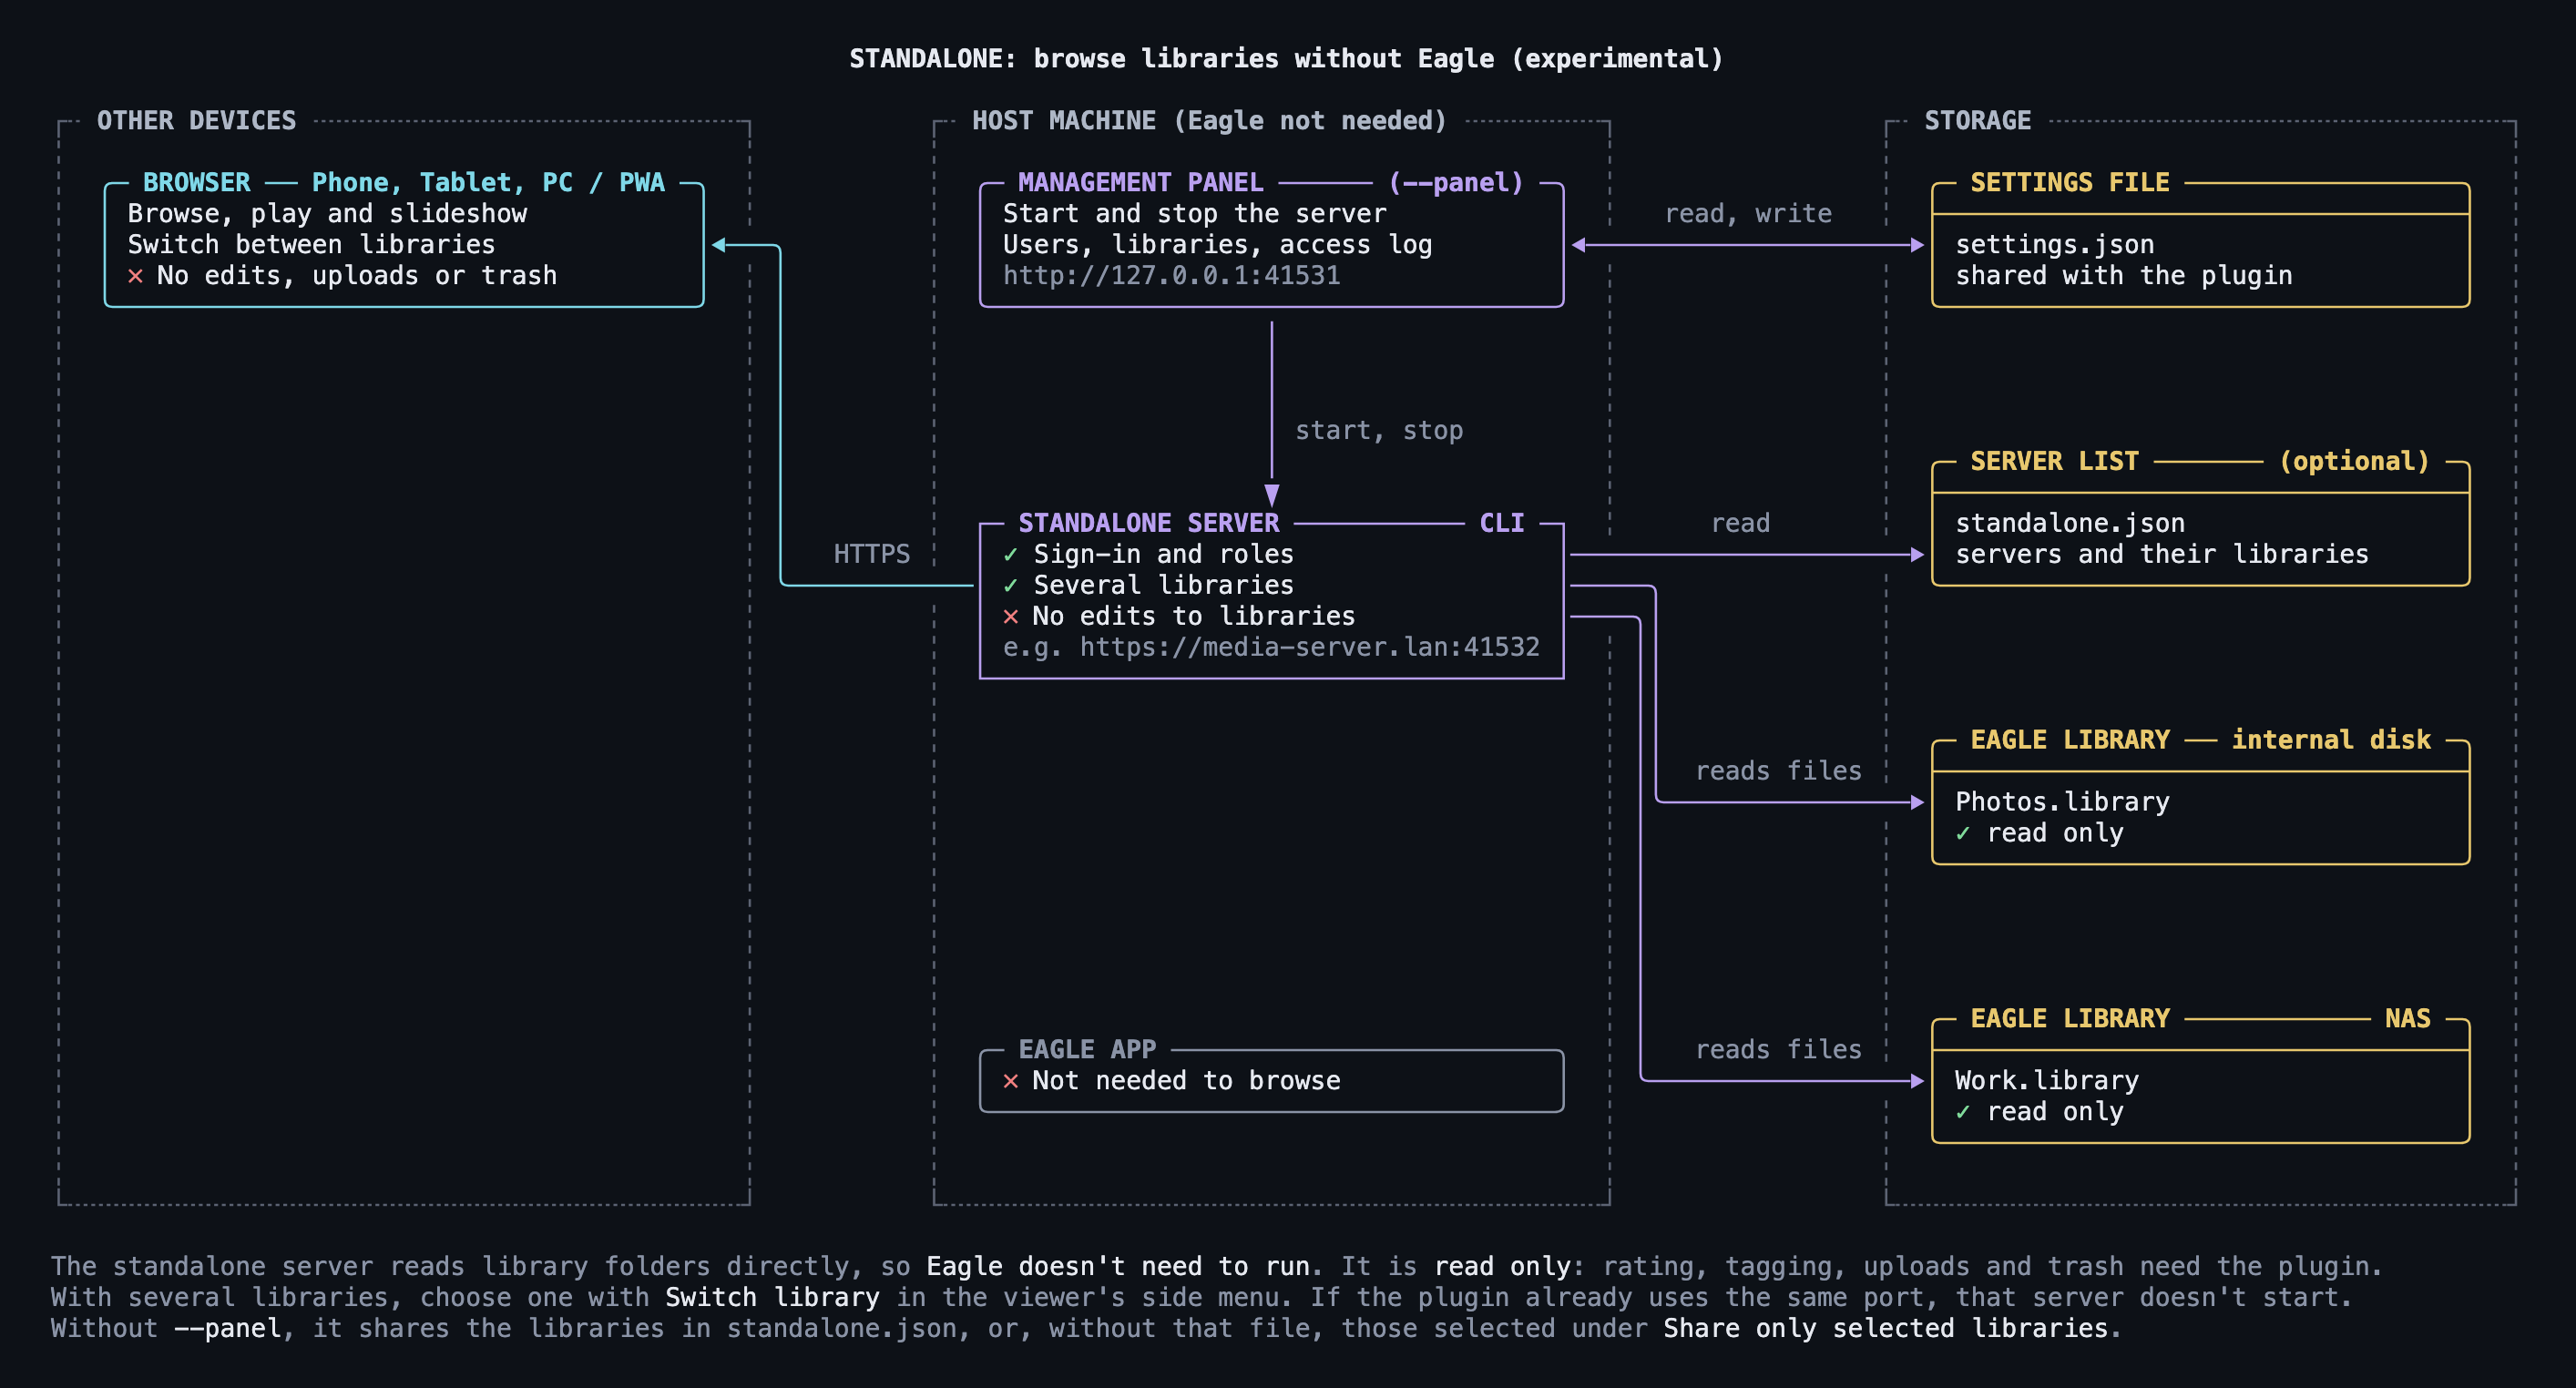 STANDALONE: browse libraries without Eagle (experimental)
OTHER DEVICES
BROWSER — Phone, Tablet, PC / PWA
Browse, play and slideshow
Switch between libraries
✕ No edits, uploads or trash
HTTPS
HOST MACHINE (Eagle not needed)
MANAGEMENT PANEL (--panel)
Start and stop the server
Users, libraries, access log
http://127.0.0.1:41531
start, stop
STANDALONE SERVER CLI
✓ Sign-in and roles
✓ Several libraries
✕ No edits to libraries
e.g. https://media-server.lan:41532
EAGLE APP
✕ Not needed to browse
read, write
read
reads files
reads files
STORAGE
SETTINGS FILE
settings.json
shared with the plugin
SERVER LIST (optional)
standalone.json
servers and their libraries
EAGLE LIBRARY — internal disk
Photos.library
✓ read only
EAGLE LIBRARY NAS
Work.library
✓ read only
The standalone server reads library folders directly, so Eagle doesn't need to run. It is read only: rating, tagging, uploads and trash need the plugin.
With several libraries, choose one with Switch library in the viewer's side menu. If the plugin already uses the same port, that server doesn't start.
Without --panel, it shares the libraries in standalone.json, or, without that file, those selected under Share only selected libraries.